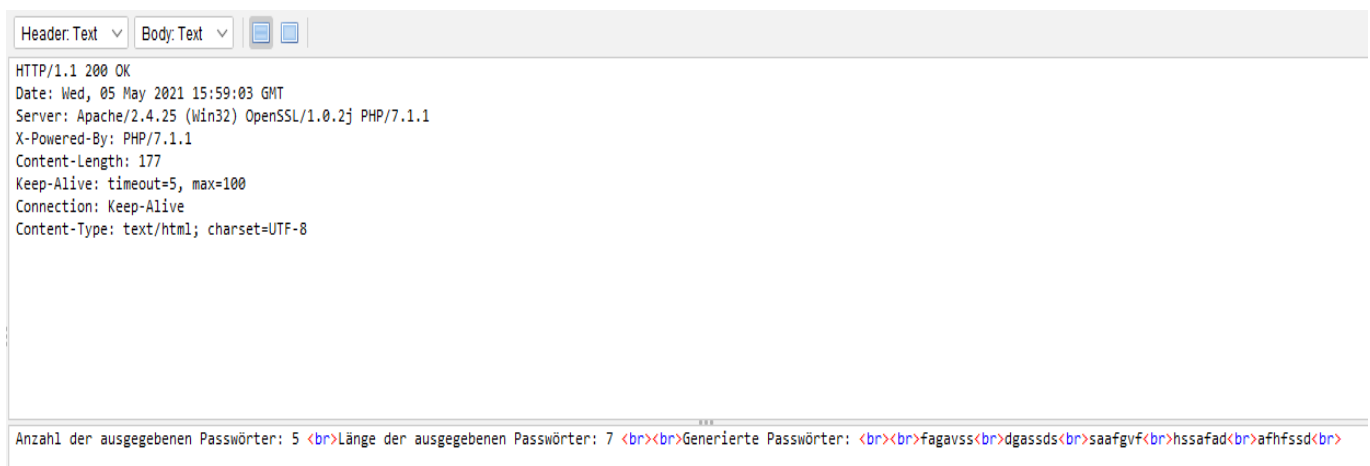 Header: Text Body: Text
HTTP/1.1 200 OK
Date: Wed, 05 May 2021 15:59:03 GMT
Server: Apache/2.4.25 (Win32) OpenSSL/1.0.2j PHP/7.1.1
X-Powered-By: PHP/7.1.1
Content-Length: 177
Keep-Alive: timeout=5, max=100
Connection: Keep-Alive
Content-Type: text/html; charset=UTF-8
Anzahl der ausgegebenen Passwörter: 5 <br>Länge der ausgegebenen Passwörter: 7 <br><br>Generierte Passwörter: <br><br>fagavss<br>dgassds<br>saafgvf<br>hssafad<br>afhfssd<br>